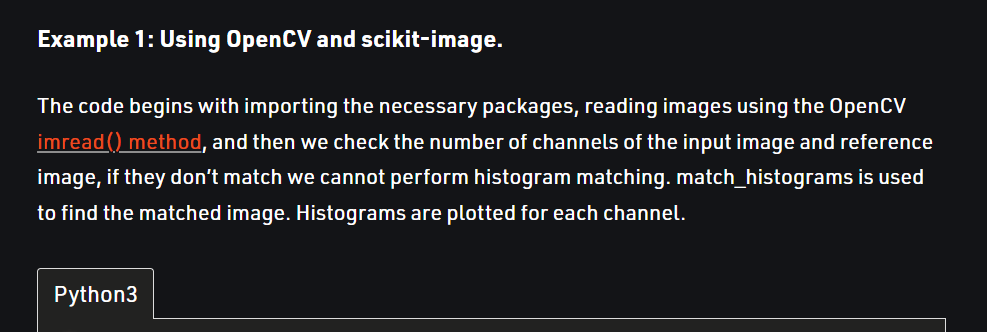 Example 1: Using OpenCV and scikit-image.
The code begins with importing the necessary packages, reading images using the OpenCV
imread() method, and then we check the number of channels of the input image and reference
image, if they don’t match we cannot perform histogram matching. match_histograms is used
to find the matched image. Histograms are plotted for each channel.
Python3